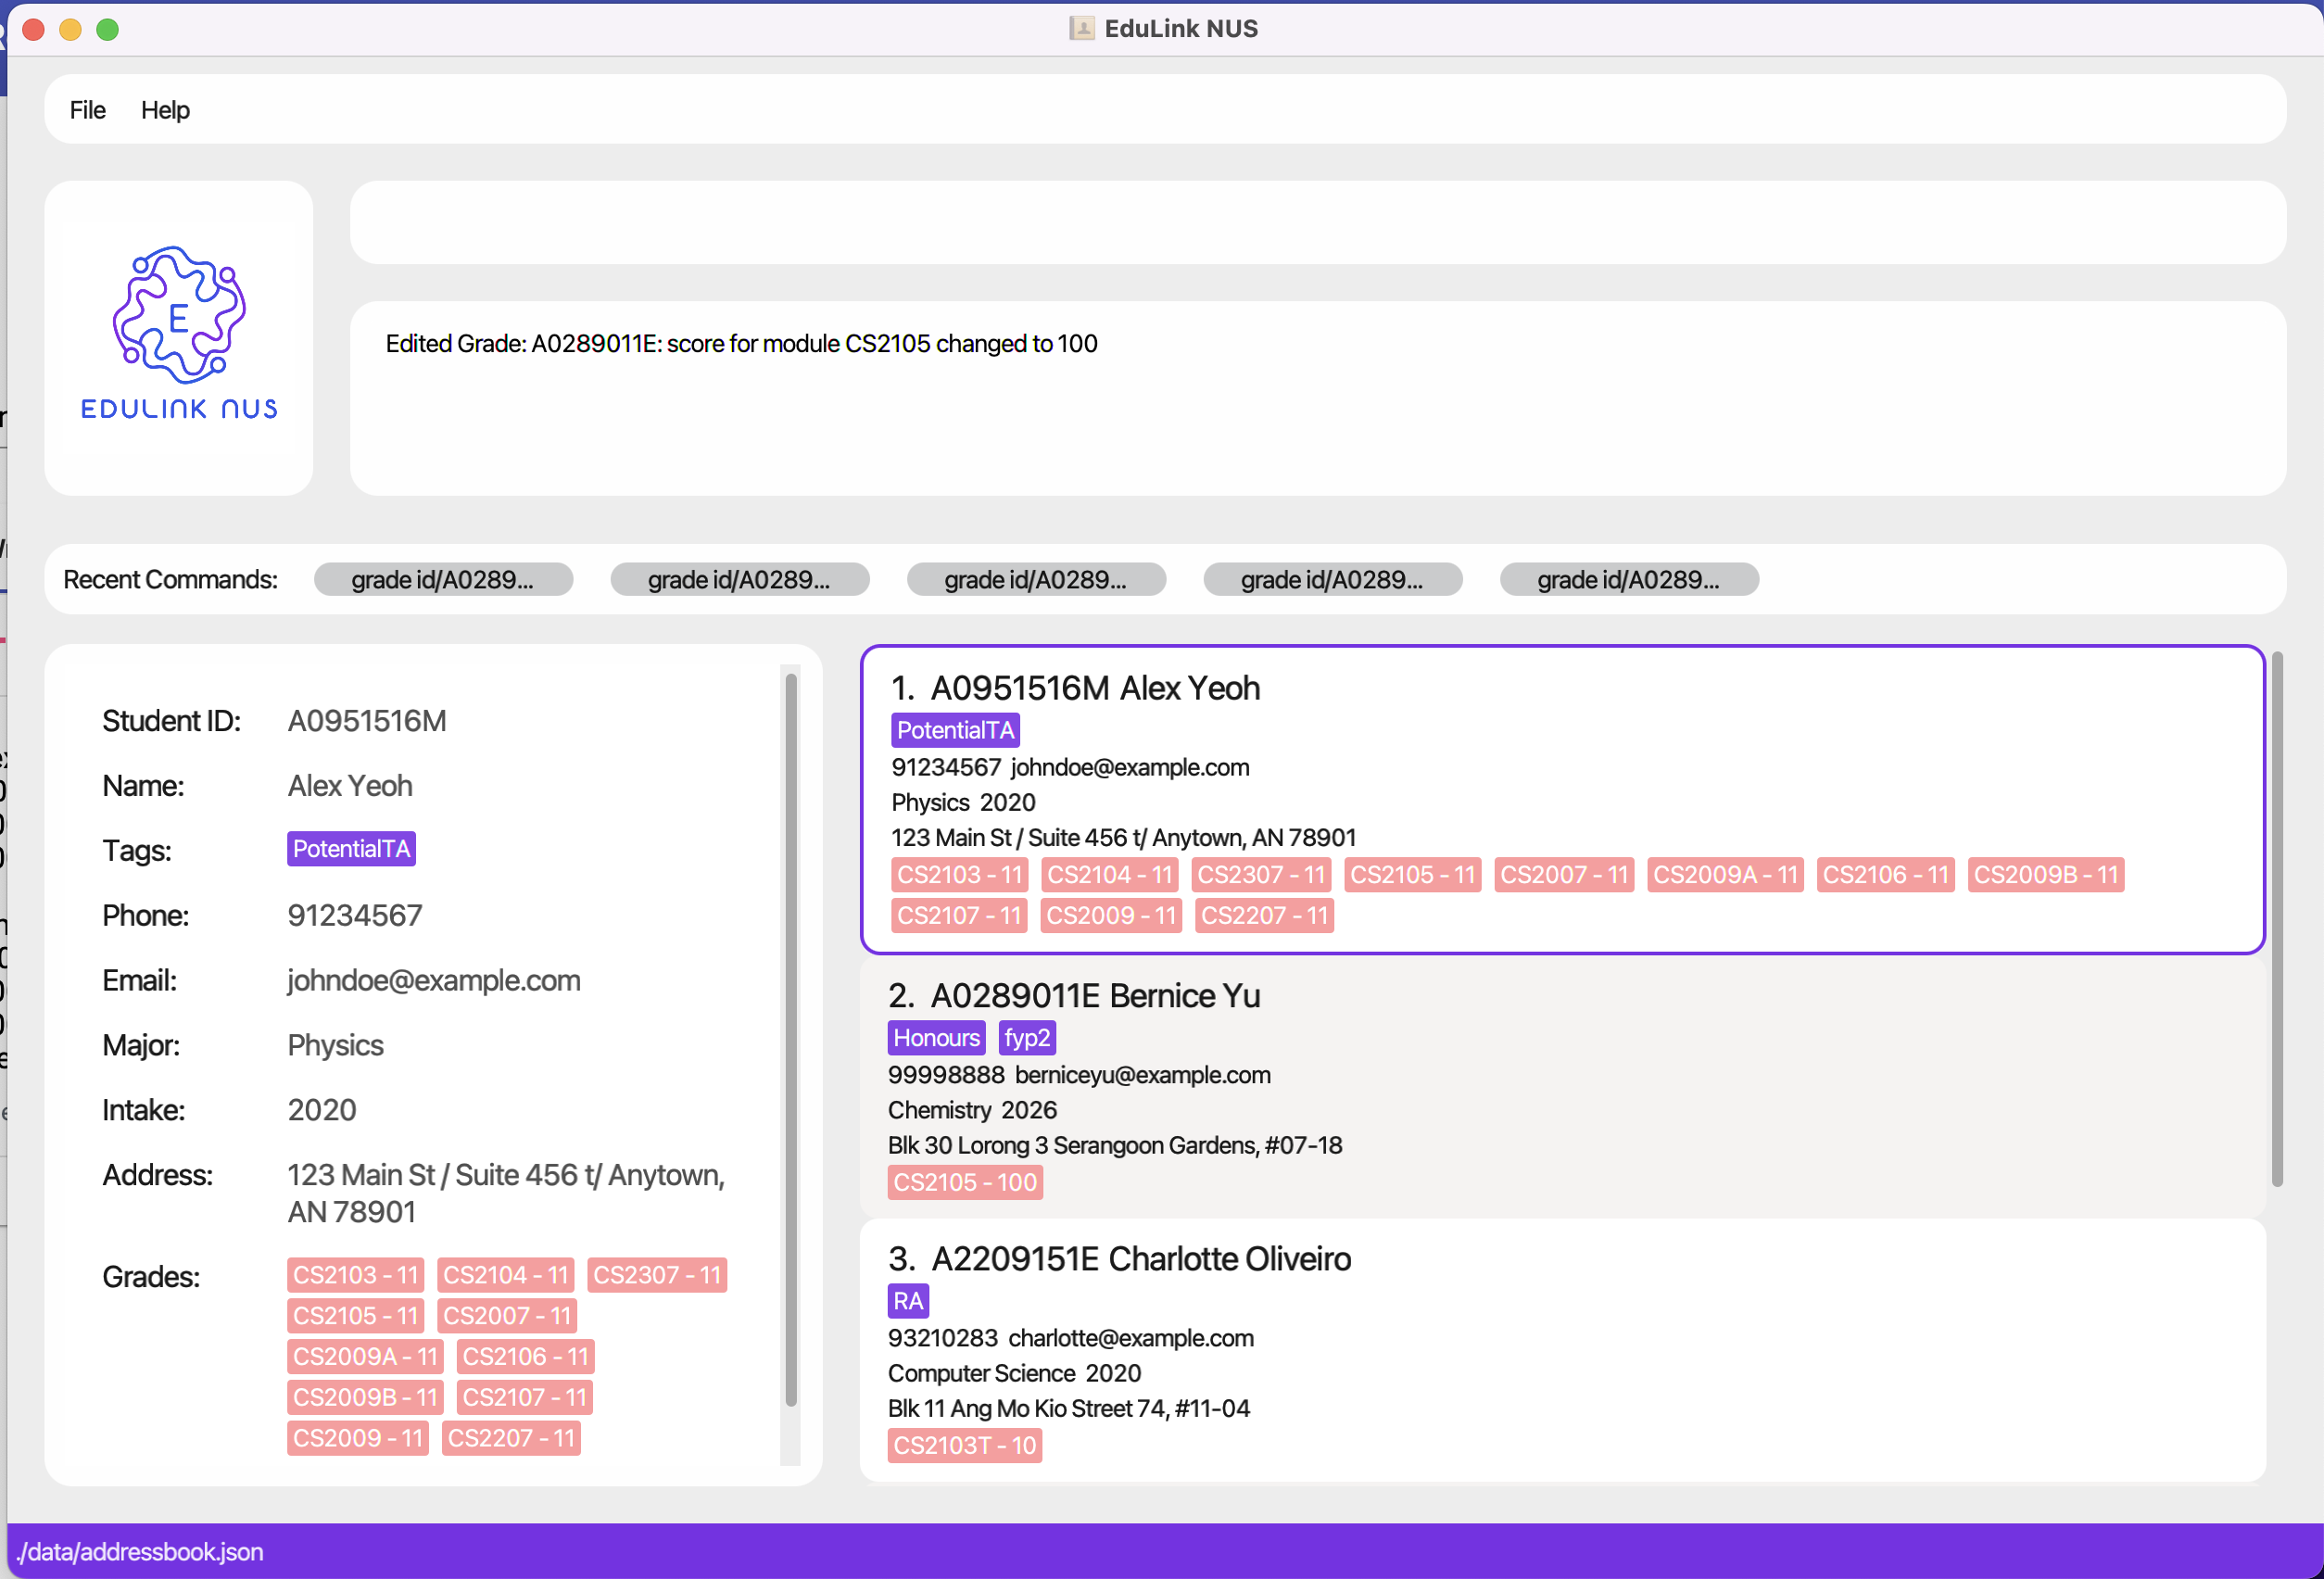 EduLink NUS
File Help
E
EDULINK NUS
Edited Grade: A0289011E: score for module CS2105 changed to 100
Recent Commands: grade id/A0289... grade id/A0289... grade id/A0289... grade id/A0289... grade id/A0289...
Student ID: A0951516M
Name: Alex Yeoh
Tags: PotentialTA
Phone: 91234567
Email: johndoe@example.com
Major: Physics
Intake: 2020
Address: 123 Main St / Suite 456 t/ Anytown,
AN 78901
Grades: CS2103 - 11 CS2104 - 11 CS2307 - 11
CS2105 - 11 CS2007 - 11
CS2009A - 11 CS2106 - 11
CS2009B - 11 CS2107 - 11
CS2009 - 11 CS2207 - 11
1. A0951516M Alex Yeoh
PotentialTA
91234567 johndoe@example.com
Physics 2020
123 Main St / Suite 456 t/ Anytown, AN 78901
CS2103 - 11 CS2104 - 11 CS2307 - 11 CS2105 - 11 CS2007 - 11 CS2009A - 11 CS2106 - 11 CS2009B - 11
CS2107 - 11 CS2009 - 11 CS2207 - 11
2. A0289011E Bernice Yu
Honours fyp2
99998888 berniceyu@example.com
Chemistry 2026
Blk 30 Lorong 3 Serangoon Gardens, #07-18
CS2105 - 100
3. A2209151E Charlotte Oliveiro
RA
93210283 charlotte@example.com
Computer Science 2020
Blk 11 Ang Mo Kio Street 74, #11-04
CS2103T - 10
./data/addressbook.json